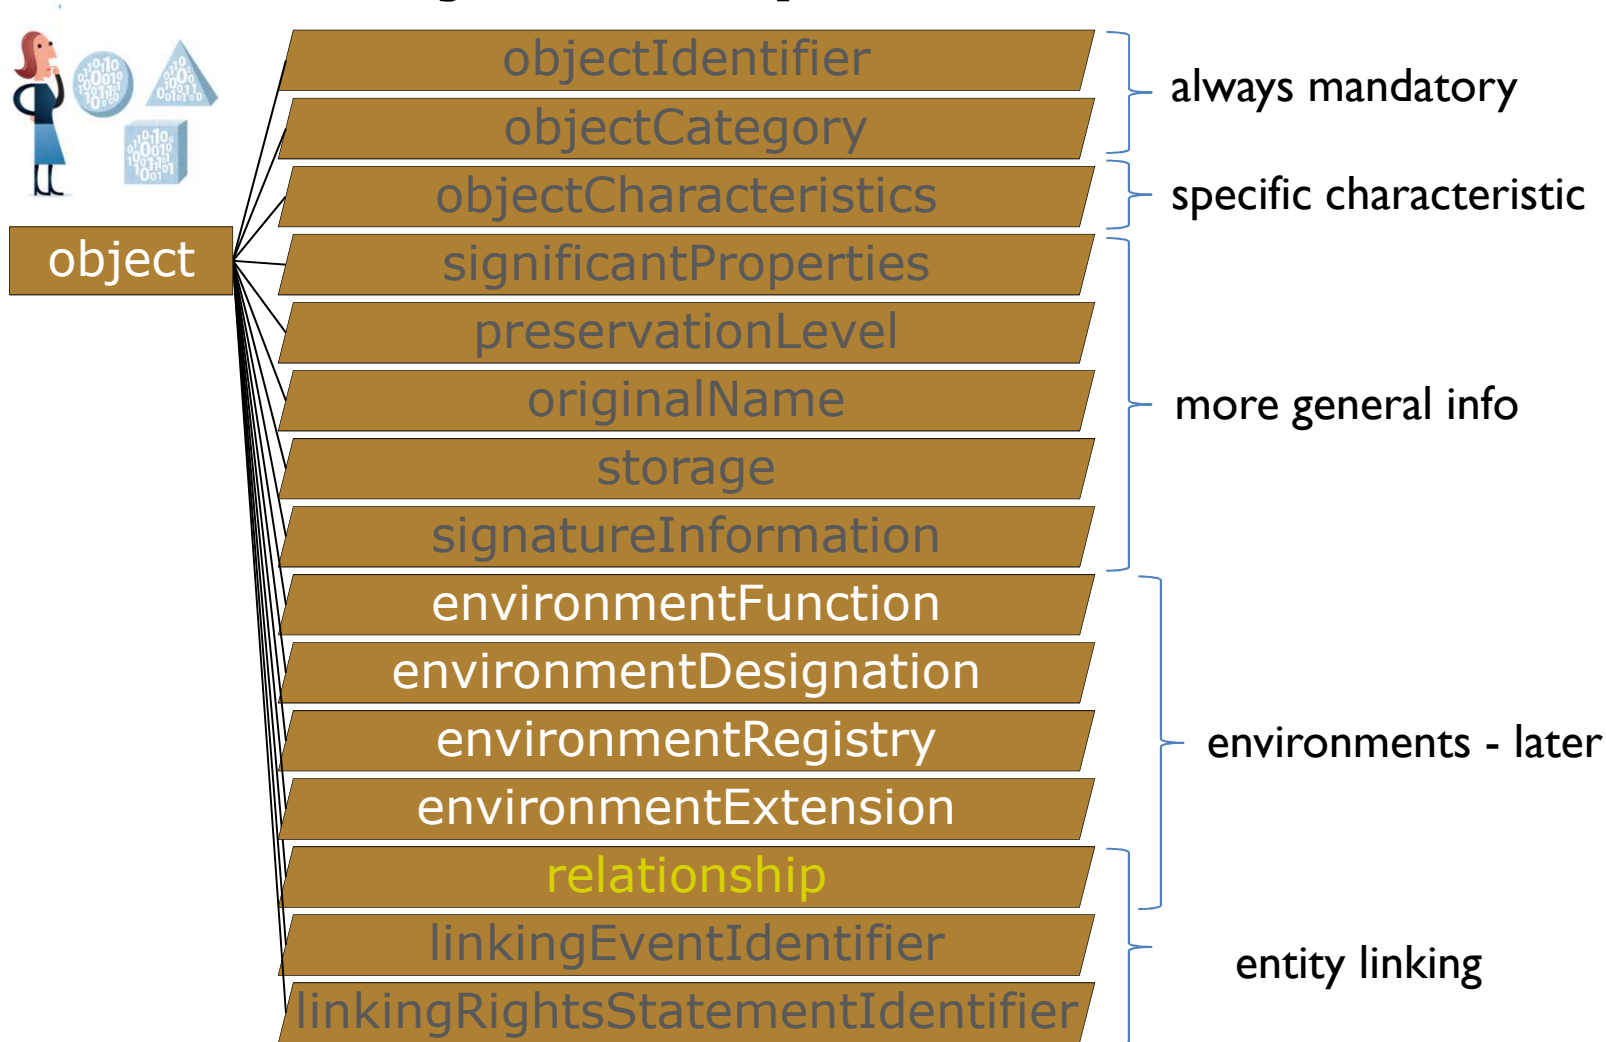 object
objectIdentifier
objectCategory
objectCharacteristics
significantProperties
preservationLevel
originalName
storage
signatureInformation
environmentFunction
environmentDesignation
environmentRegistry
environmentExtension
relationship
linkingEventIdentifier
linkingRightsStatementIdentifier
always mandatory
specific characteristic
more general info
environments - later
entity linking